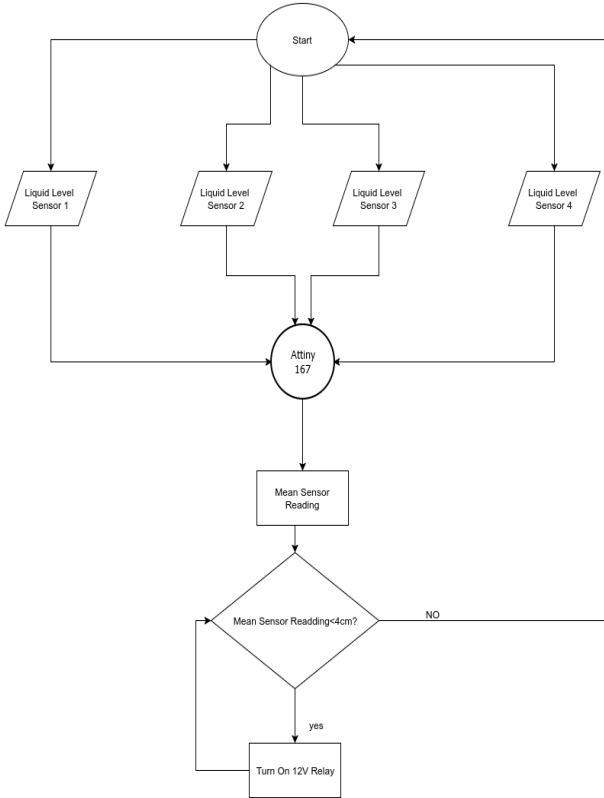 Start
Liquid Level
Sensor 1
Liquid Level
Sensor 2
Liquid Level
Sensor 3
Liquid Level
Sensor 4
Attiny
167
Mean Sensor
Reading
Mean Sensor Readding<4cm?
NO
yes
Turn On 12V Relay